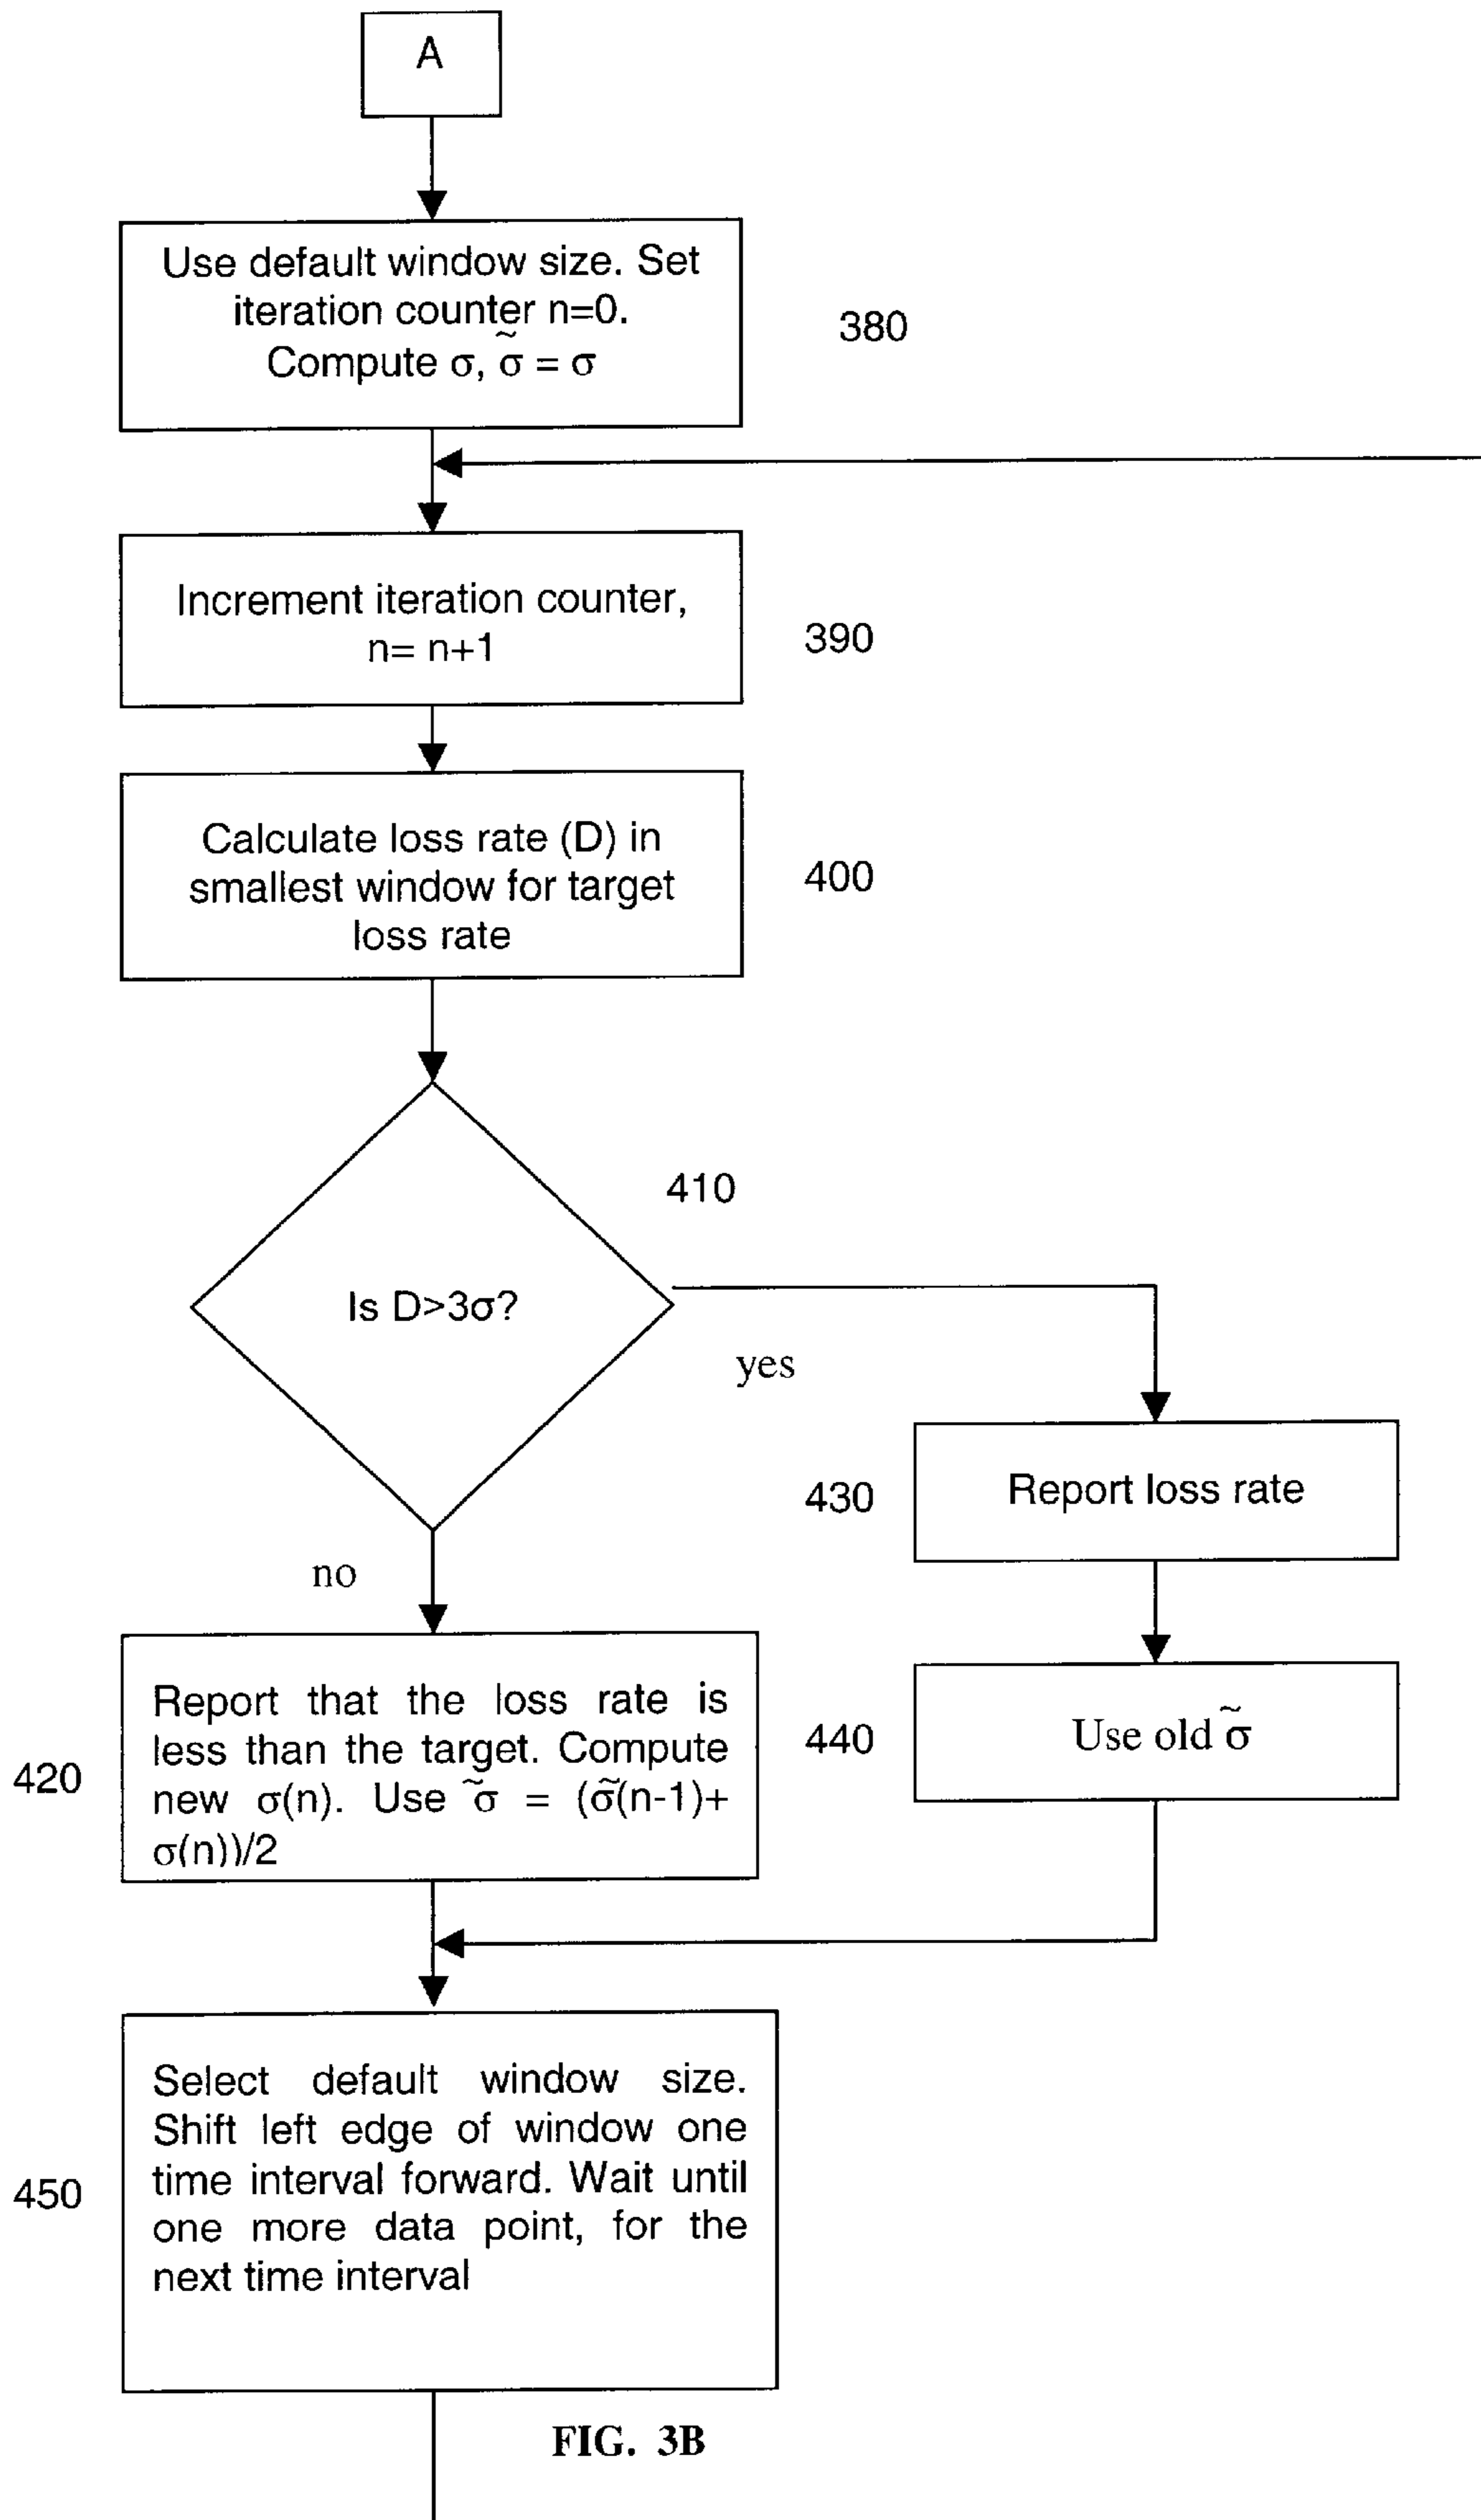 A
Use default window size. Set
iteration counter n=0.
Compute σ, σ̃ = σ
380
Increment iteration counter,
n= n+1
390
Calculate loss rate (D) in
smallest window for target
loss rate
400
410
Is D>3σ?
yes
430
Report loss rate
no
Report that the loss rate is
less than the target. Compute
new σ(n). Use σ̃ = (σ̃(n-1)+
σ(n))/2
420
440
Use old σ̃
Select default window size.
Shift left edge of window one
time interval forward. Wait until
one more data point, for the
next time interval
450
FIG. 3B